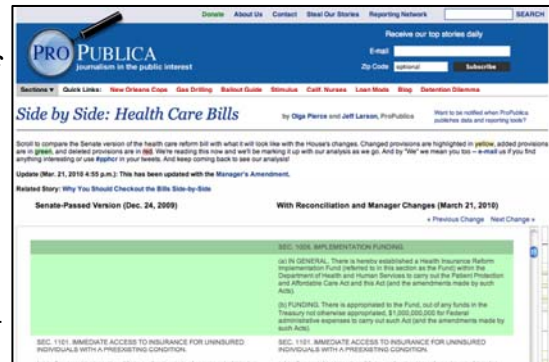 Donate About Us Contact Steal Our Stories Reporting Network SEARCH
PRO PUBLICA
Journalism in the public interest
Receive our top stories daily
E-mail
Zip Code optional Subscribe
Sections ▼ Quick Links: New Orleans Cops Gas Drilling Bailout Guide Stimulus Calif. Nurses Loan Mods Blog Detention Dilemma
Side by Side: Health Care Bills
by Olga Pierce and Jeff Larson, ProPublica
Want to be notified when ProPublica
publishes data and reporting tools?
Scroll to compare the Senate version of the health care reform bill with what it will look like with the House's changes. Changed provisions are highlighted in yellow, added provisions
are in green, and deleted provisions are in red. We're reading this now and we'll be marking it up with our analysis as we go. And by "We" we mean you too – e-mail us if you find
anything interesting or use #pphcr in your tweets. And keep coming back to see our analysis!
Update (Mar. 21, 2010 4:55 p.m.): This has been updated with the Manager's Amendment.
Related Story: Why You Should Checkout the Bills Side-by-Side
Senate-Passed Version (Dec. 24, 2009)
With Reconciliation and Manager Changes (March 21, 2010)
« Previous Change Next Change »
SEC. 1005. IMPLEMENTATION FUNDING.
(a) IN GENERAL. There is hereby established a Health Insurance Reform
Implementation Fund (referred to in this section as the Fund) within the
Department of Health and Human Services to carry out the Patient Protection
and Affordable Care Act and this Act (and the amendments made by such
Acts).
(b) FUNDING. There is appropriated to the Fund, out of any funds in the
Treasury not otherwise appropriated, $1,000,000,000 for Federal
administrative expenses to carry out such Act (and the amendments made by
such Acts).
SEC. 1101. IMMEDIATE ACCESS TO INSURANCE FOR UNINSURED
INDIVIDUALS WITH A PREEXISTING CONDITION.
SEC. 1101. IMMEDIATE ACCESS TO INSURANCE FOR UNINSURED
INDIVIDUALS WITH A PREEXISTING CONDITION.